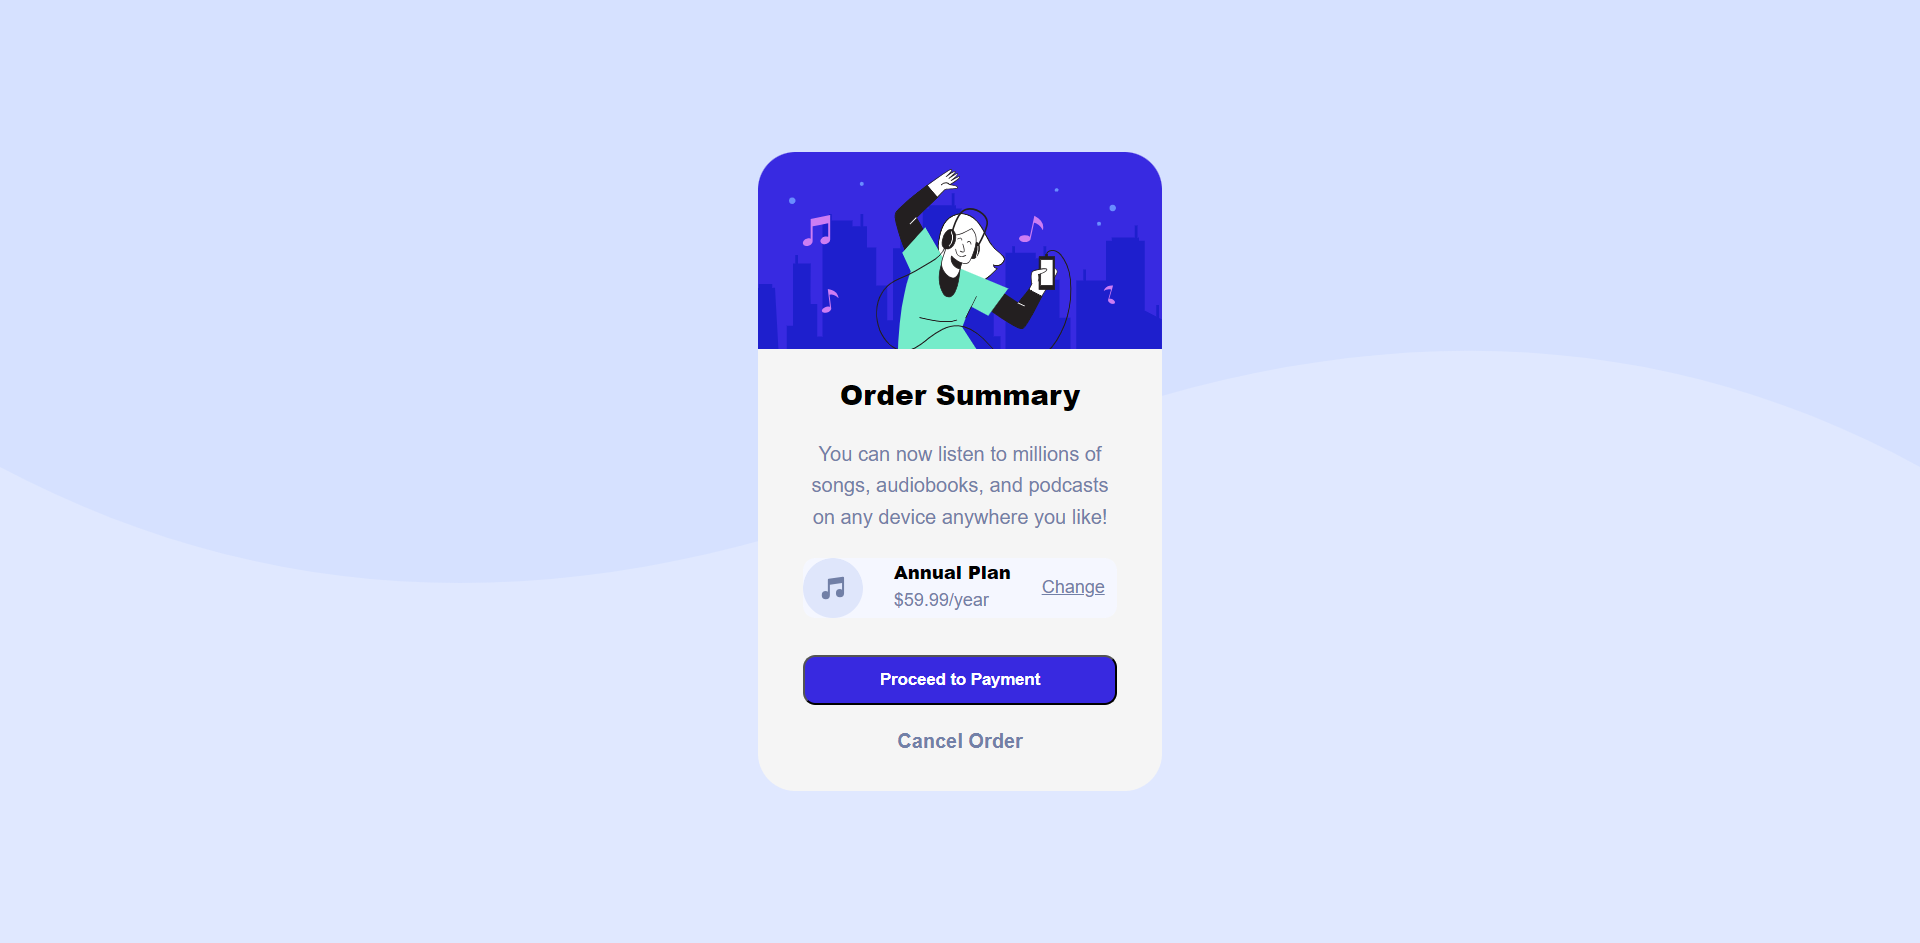 Order Summary
You can now listen to millions of
songs, audiobooks, and podcasts
on any device anywhere you like!
Annual Plan
$59.99/year
Change
Proceed to Payment
Cancel Order